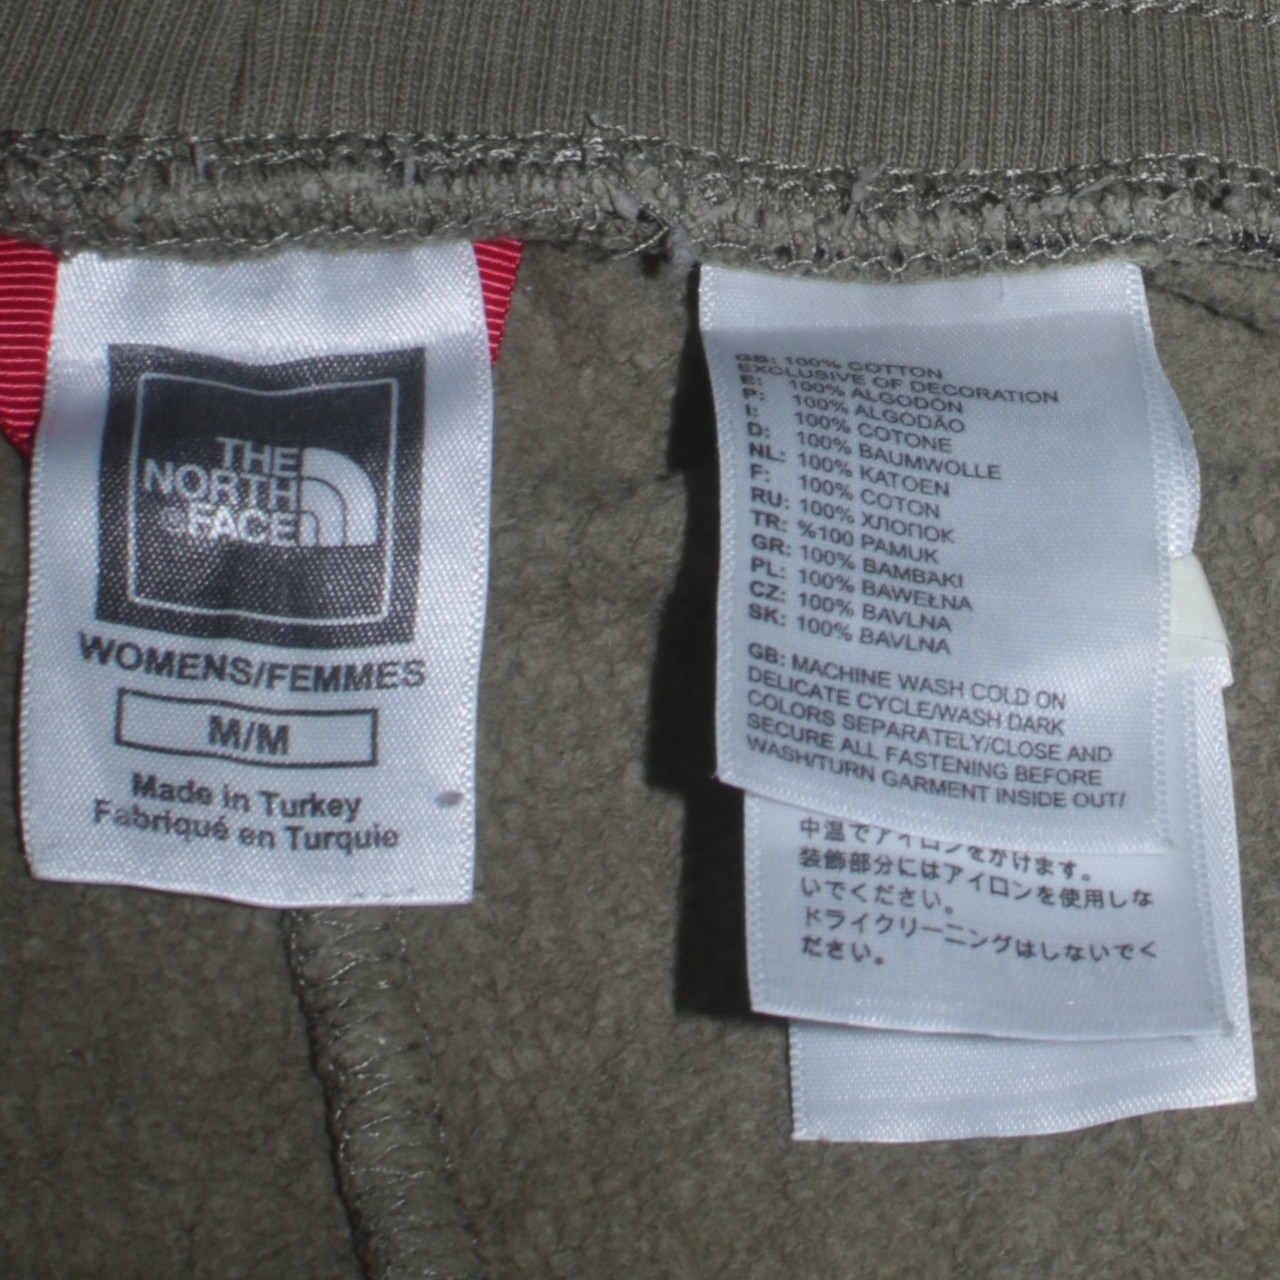 THE
NORTH
FACE
WOMENS/FEMMES
M/M
Made in Turkey
Fabriqué en Turquie
GB: 100% COTTON
EXCLUSIVE OF DECORATION
E: 100% ALGODÓN
P: 100% ALGODÃO
I: 100% COTONE
D: 100% BAUMWOLLE
NL: 100% KATOEN
F: 100% COTON
RU: 100% ХЛОПОК
TR: %100 PAMUK
GR: 100% ΒΑΜΒΑΚΙ
PL: 100% BAWEŁNA
CZ: 100% BAVLNA
SK: 100% BAVLNA
GB: MACHINE WASH COLD ON
DELICATE CYCLE/WASH DARK
COLORS SEPARATELY/CLOSE AND
SECURE ALL FASTENING BEFORE
WASH/TURN GARMENT INSIDE OUT/
中温でアイロンをかけます。
装飾部分にはアイロンを使用しな
いでください。
ドライクリーニングはしないでく
ださい。